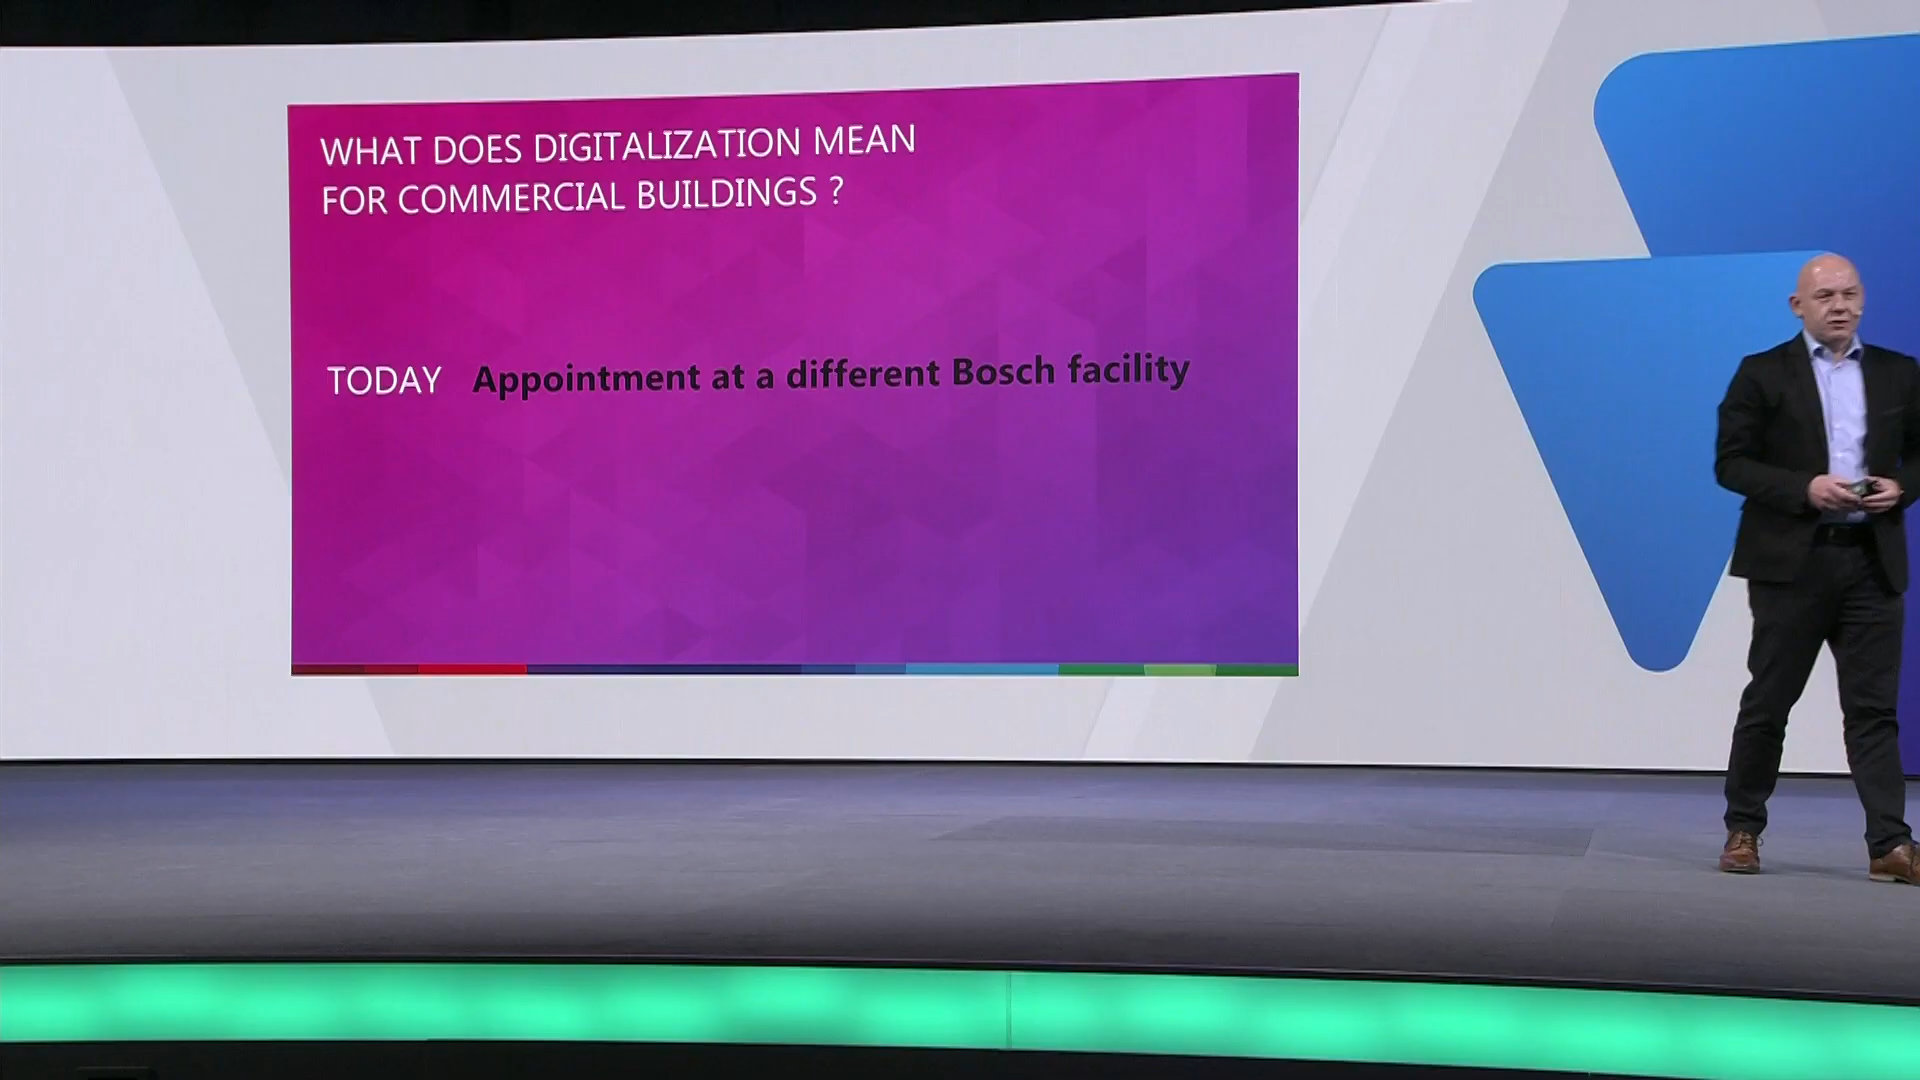 WHAT DOES DIGITALIZATION MEAN
FOR COMMERCIAL BUILDINGS ?
TODAY Appointment at a different Bosch facility